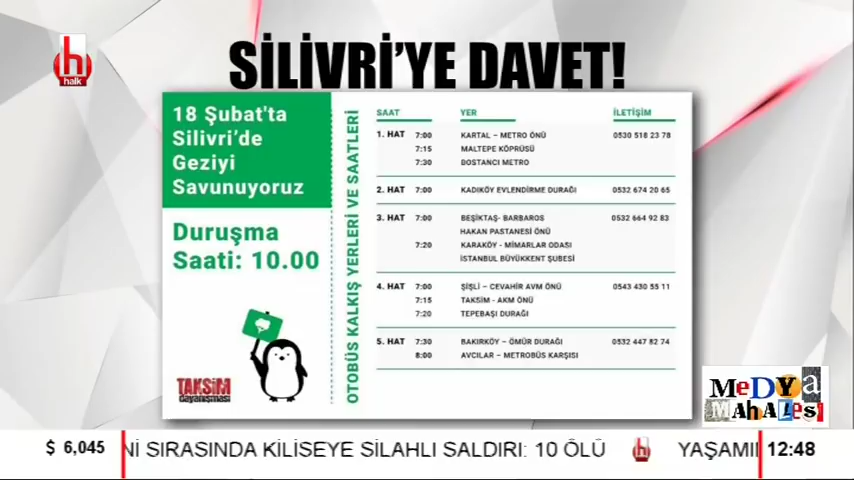 SİLİVRİ'YE DAVET!
h
halk
18 Şubat'ta
Silivri'de
Geziyi
Savunuyoruz
Duruşma
Saati: 10.00
TAKSİM
dayanışması
OTOBÜS KALKIŞ YERLERİ VE SAATLERİ
SAAT YER İLETİŞİM
1. HAT 7:00 KARTAL – METRO ÖNÜ 0530 518 23 78
7:15 MALTEPE KÖPRÜSÜ
7:30 BOSTANCI METRO
2. HAT 7:00 KADIKÖY EVLENDİRME DURAĞI 0532 674 20 65
3. HAT 7:00 BEŞİKTAŞ- BARBAROS 0532 664 92 83
HAKAN PASTANESİ ÖNÜ
7:20 KARAKÖY - MİMARLAR ODASI
İSTANBUL BÜYÜKKENT ŞUBESİ
4. HAT 7:00 ŞİŞLİ – CEVAHİR AVM ÖNÜ 0543 430 55 11
7:15 TAKSİM - AKM ÖNÜ
7:20 TEPEBAŞI DURAĞI
5. HAT 7:30 BAKIRKÖY – ÖMÜR DURAĞI 0532 447 82 74
8:00 AVCILAR – METROBÜS KARŞISI
MeDYa
MaHaLLesi
$ 6,045 Nİ SIRASINDA KİLİSEYE SİLAHLI SALDIRI: 10 ÖLÜ h YAŞAMI 12:48